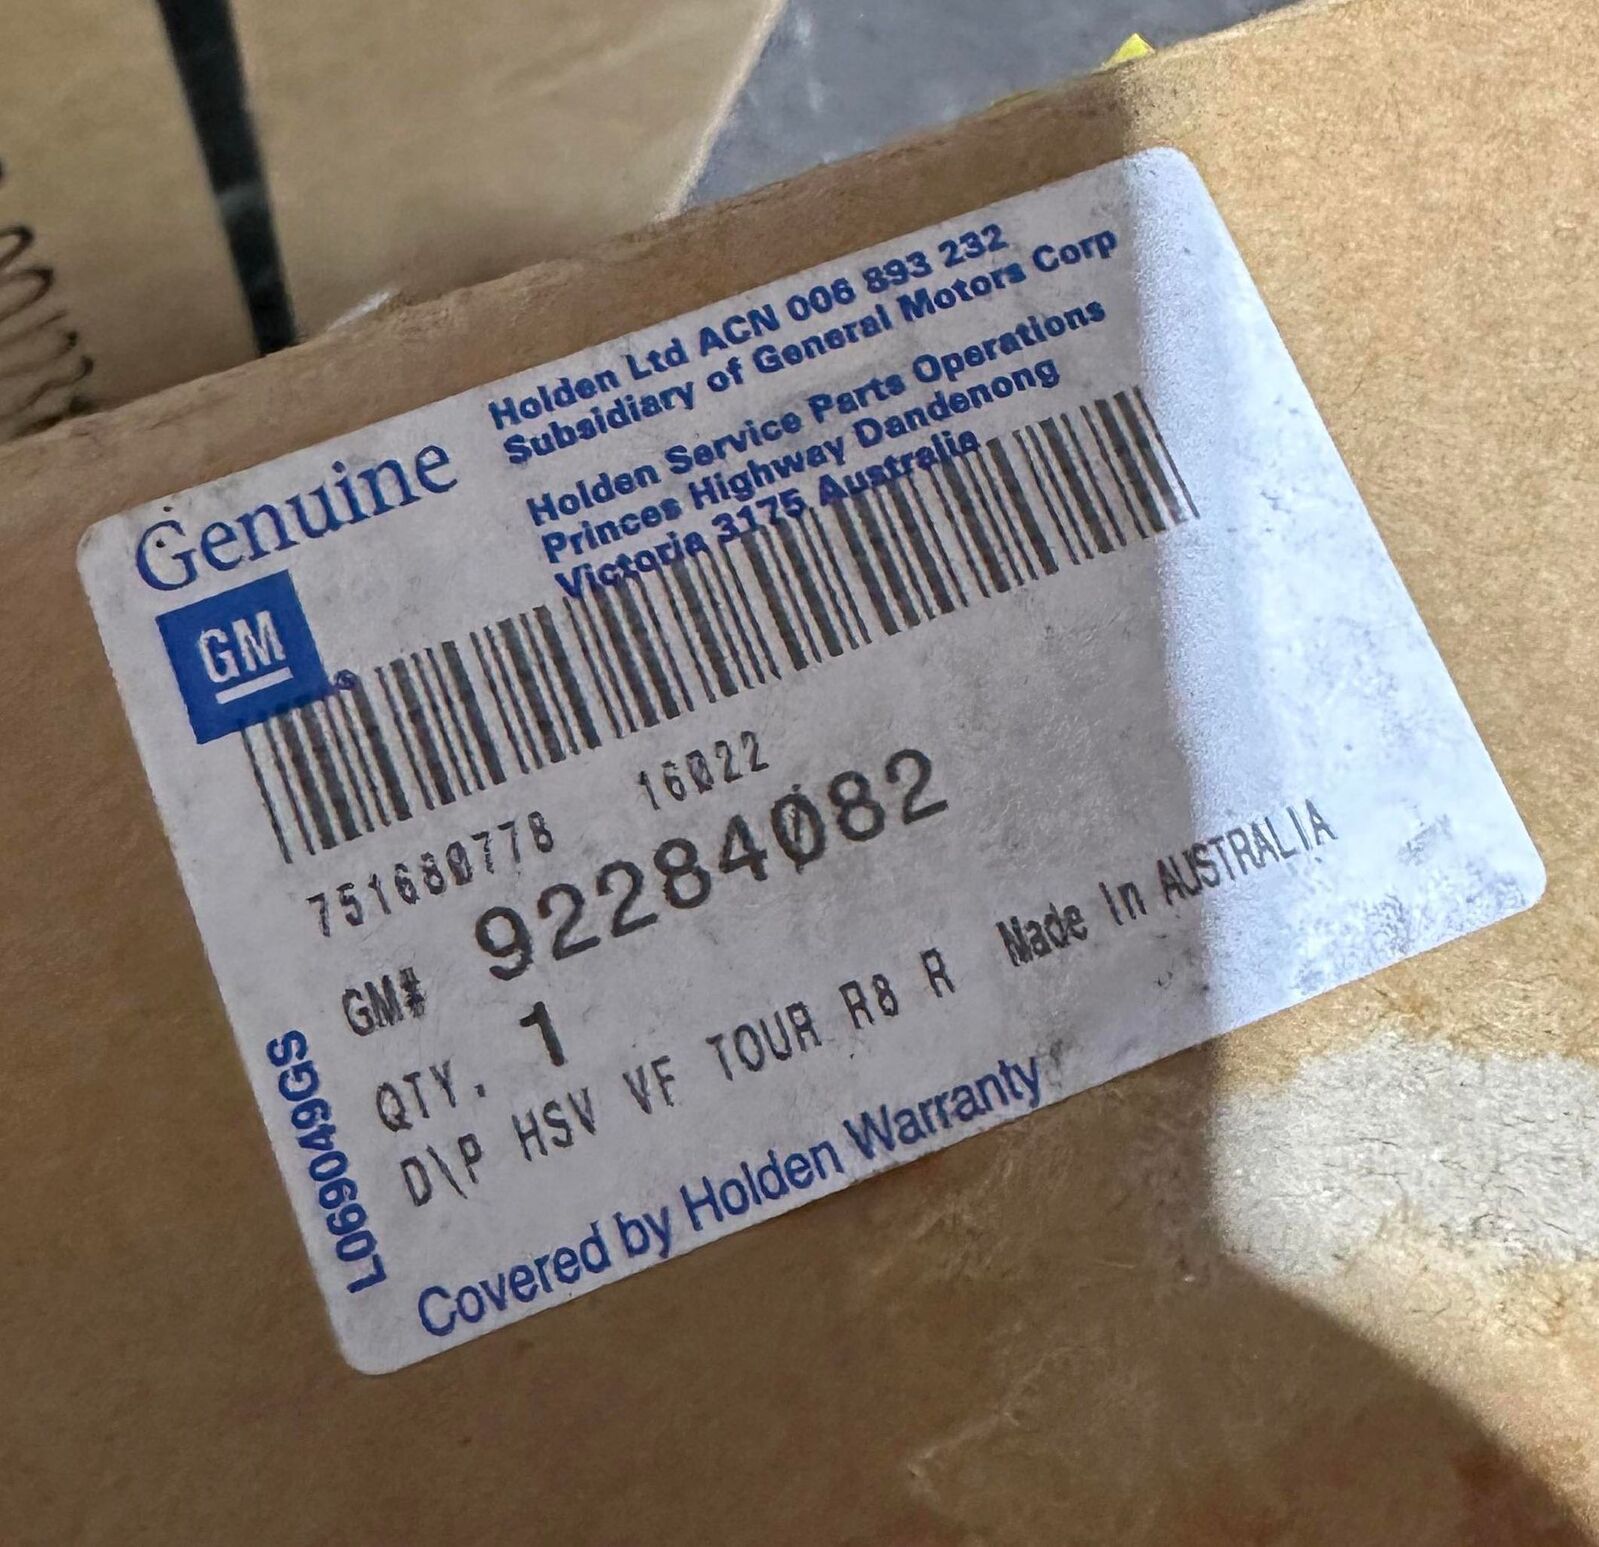 Genuine
GM
Holden Ltd ACN 006 893 232
Subsidiary of General Motors Corp
Holden Service Parts Operations
Princes Highway Dandenong
Victoria 3175 Australia
751680778 16022
GM# 92284082
QTY. 1
D\P HSV VF TOUR R8 R Made In AUSTRALIA
Covered by Holden Warranty
L069049GS